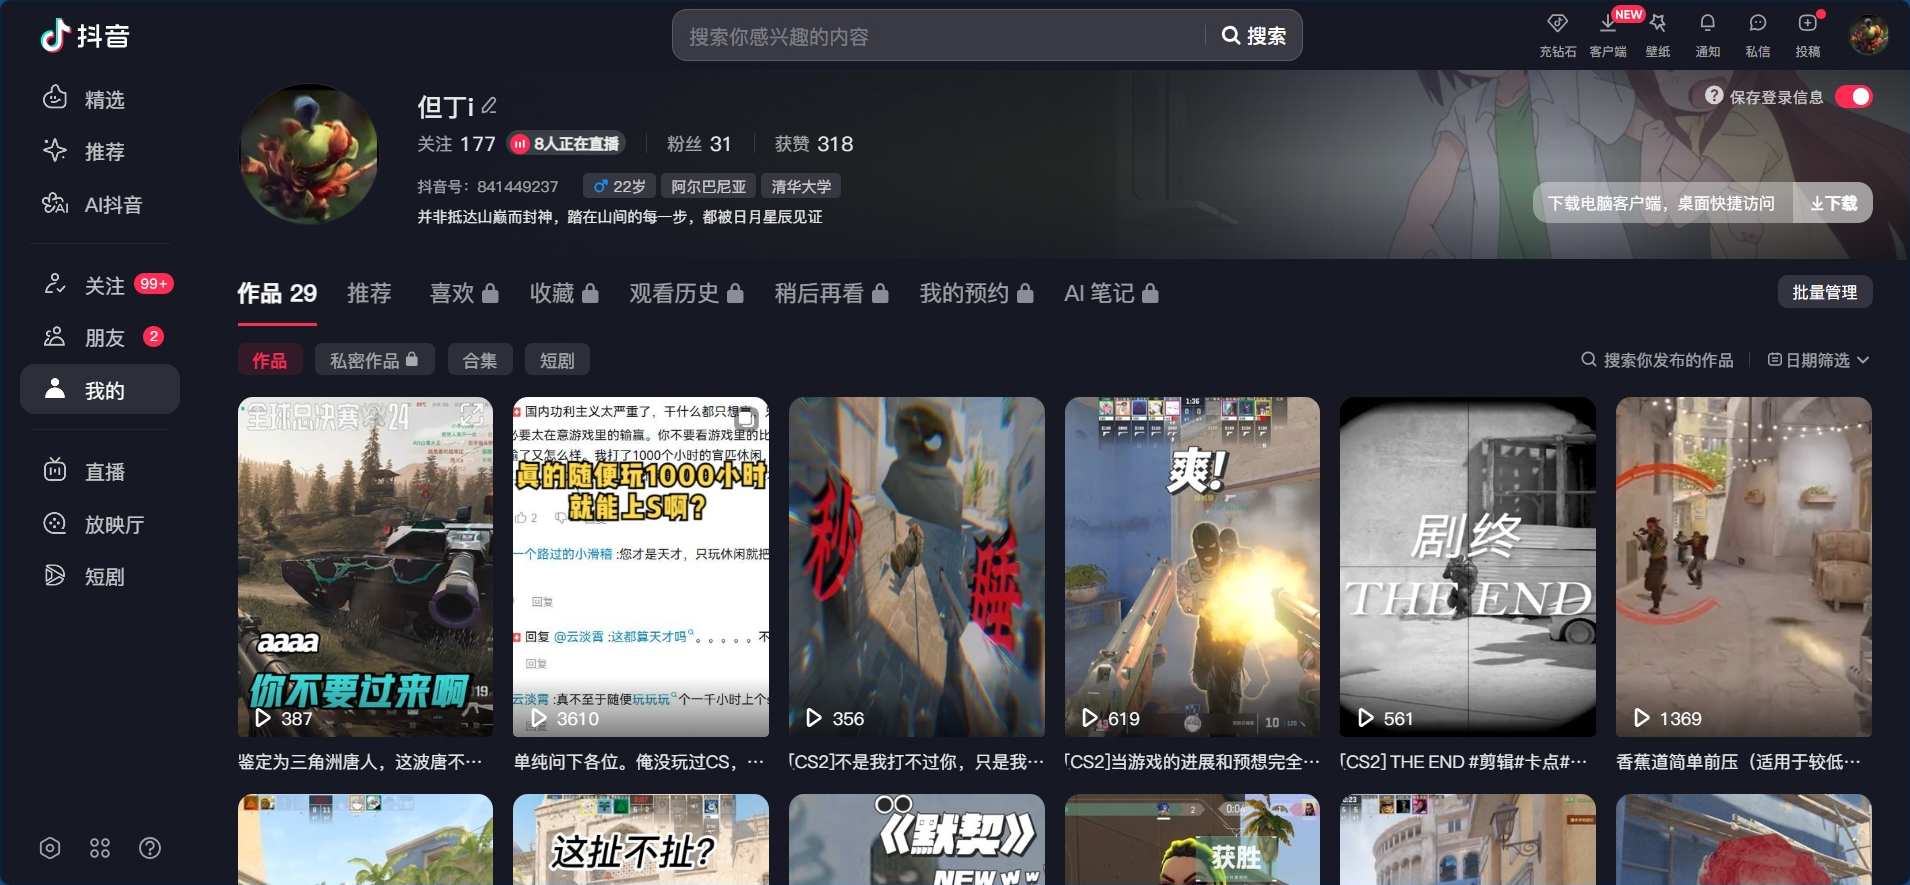 抖音
搜索你感兴趣的内容
搜索
充钻石
NEW
客户端
壁纸
通知
私信
投稿
精选
推荐
AI抖音
关注 99+
朋友 2
我的
直播
放映厅
短剧
但丁i
关注 177 8人正在直播 粉丝 31 获赞 318
抖音号：841449237 22岁 阿尔巴尼亚 清华大学
并非抵达山巅而封神，踏在山间的每一步，都被日月星辰见证
保存登录信息
下载电脑客户端，桌面快捷访问 下载
作品 29 推荐 喜欢 收藏 观看历史 稍后再看 我的预约 AI 笔记
批量管理
作品 私密作品 合集 短剧
搜索你发布的作品 日期筛选
全球总决赛 24
aaaa
你不要过来啊
387
鉴定为三角洲唐人，这波唐不···
国内功利主义太严重了，干什么都只想
必要太在意游戏里的输赢。你不要看游戏里的比
了又怎么样。我打了1000个小时的官匹休闲，
真的随便玩1000小时
就能上S啊？
2
一个路过的小滑稽 :您才是天才，只玩休闲就把
回复
回复 @云淡霄 :这都算天才吗 。。。。。不
回复
云淡霄 :真不至于随便玩玩玩 个一千小时上个
回复
3610
单纯问下各位。俺没玩过CS，···
秒
356
「CS2]不是我打不过你，只是我···
1:36
爽！
10
619
「CS2]当游戏的进展和预想完全···
剧终
THE END
561
「CS2] THE END #剪辑#卡点#···
1369
香蕉道简单前压（适用于较低···
这扯不扯？
《默契》
NEW W W
2 0:04
获胜
0:23